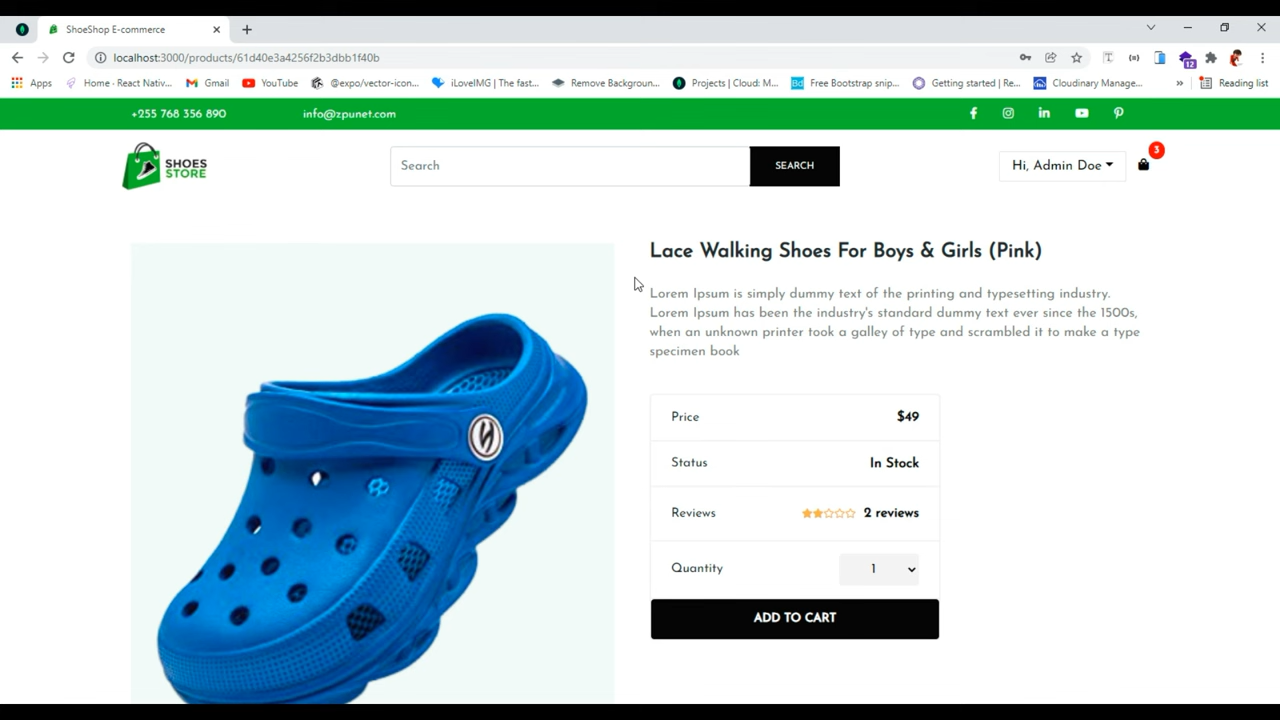 ShoeShop E-commerce
localhost:3000/products/61d40e3a4256f2b3dbb1f40b
Apps Home - React Nativ... Gmail YouTube @expo/vector-icon... iLoveIMG | The fast... Remove Backgroun... Projects | Cloud: M... Bd Free Bootstrap snip... Getting started | Re... Cloudinary Manage... » Reading list
12
+255 768 356 890 info@zpunet.com
SHOES
STORE
Search SEARCH
Hi, Admin Doe 3
Lace Walking Shoes For Boys & Girls (Pink)
Lorem Ipsum is simply dummy text of the printing and typesetting industry.
Lorem Ipsum has been the industry's standard dummy text ever since the 1500s,
when an unknown printer took a galley of type and scrambled it to make a type
specimen book
Price $49
Status In Stock
Reviews 2 reviews
Quantity 1
ADD TO CART